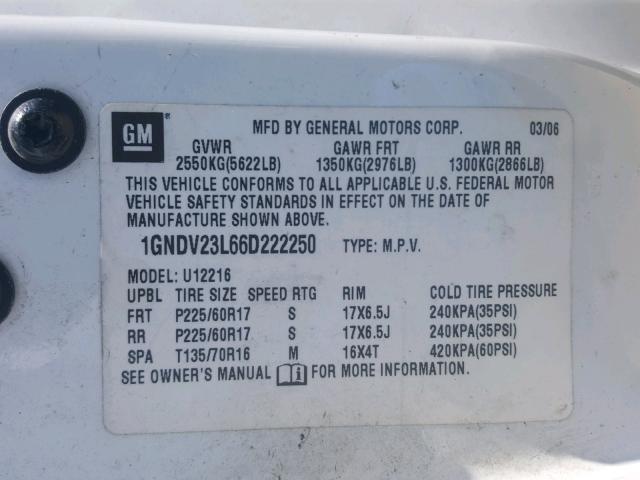 GM®
MFD BY GENERAL MOTORS CORP. 03/06
GVWR GAWR FRT GAWR RR
2550KG(5622LB) 1350KG(2976LB) 1300KG(2866LB)
THIS VEHICLE CONFORMS TO ALL APPLICABLE U.S. FEDERAL MOTOR
VEHICLE SAFETY STANDARDS IN EFFECT ON THE DATE OF
MANUFACTURE SHOWN ABOVE.
1GNDV23L66D222250 TYPE: M.P.V.
MODEL: U12216
UPBL TIRE SIZE SPEED RTG RIM COLD TIRE PRESSURE
FRT P225/60R17 S 17X6.5J 240KPA(35PSI)
RR P225/60R17 S 17X6.5J 240KPA(35PSI)
SPA T135/70R16 M 16X4T 420KPA(60PSI)
SEE OWNER'S MANUAL FOR MORE INFORMATION.